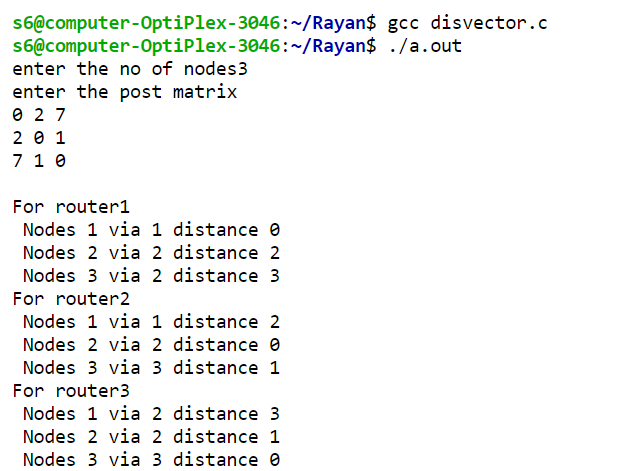 s6@computer-OptiPlex-3046:~/Rayan$ gcc disvector.c
s6@computer-OptiPlex-3046:~/Rayan$ ./a.out
enter the no of nodes3
enter the post matrix
0 2 7
2 0 1
7 1 0
For router1
Nodes 1 via 1 distance 0
Nodes 2 via 2 distance 2
Nodes 3 via 2 distance 3
For router2
Nodes 1 via 1 distance 2
Nodes 2 via 2 distance 0
Nodes 3 via 3 distance 1
For router3
Nodes 1 via 2 distance 3
Nodes 2 via 2 distance 1
Nodes 3 via 3 distance 0